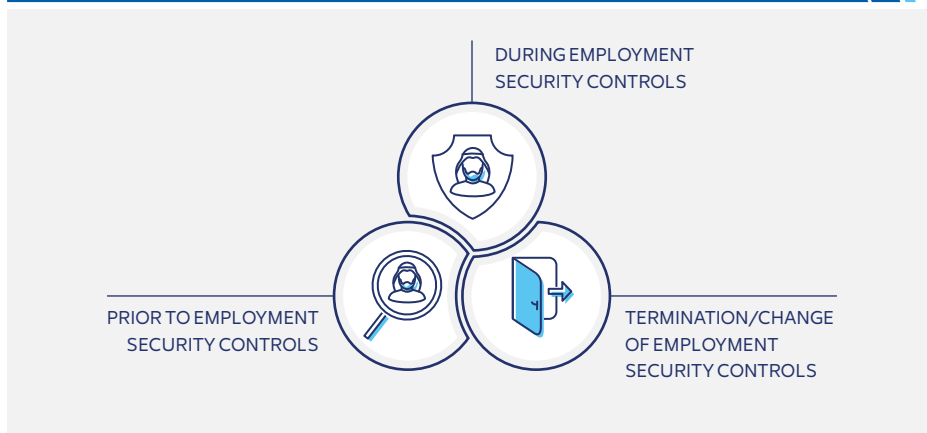 DURING EMPLOYMENT
SECURITY CONTROLS
PRIOR TO EMPLOYMENT
SECURITY CONTROLS
TERMINATION/CHANGE
OF EMPLOYMENT
SECURITY CONTROLS